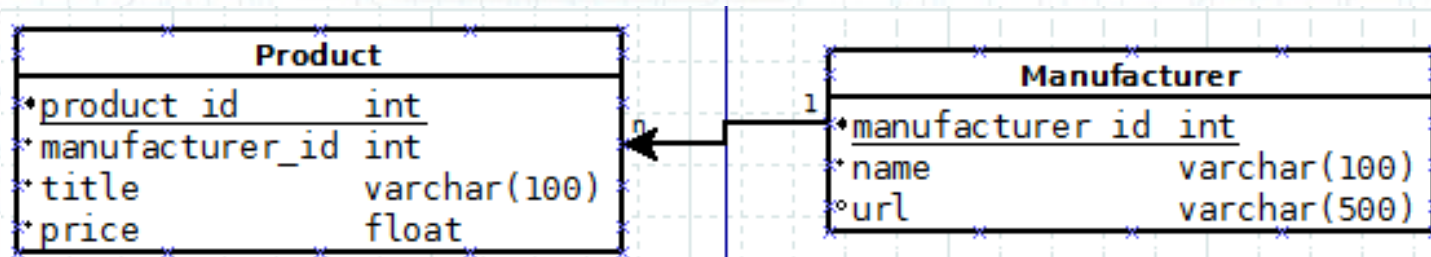 Product
product_id int
manufacturer_id int
title varchar(100)
price float
n
1
Manufacturer
manufacturer_id int
name varchar(100)
url varchar(500)